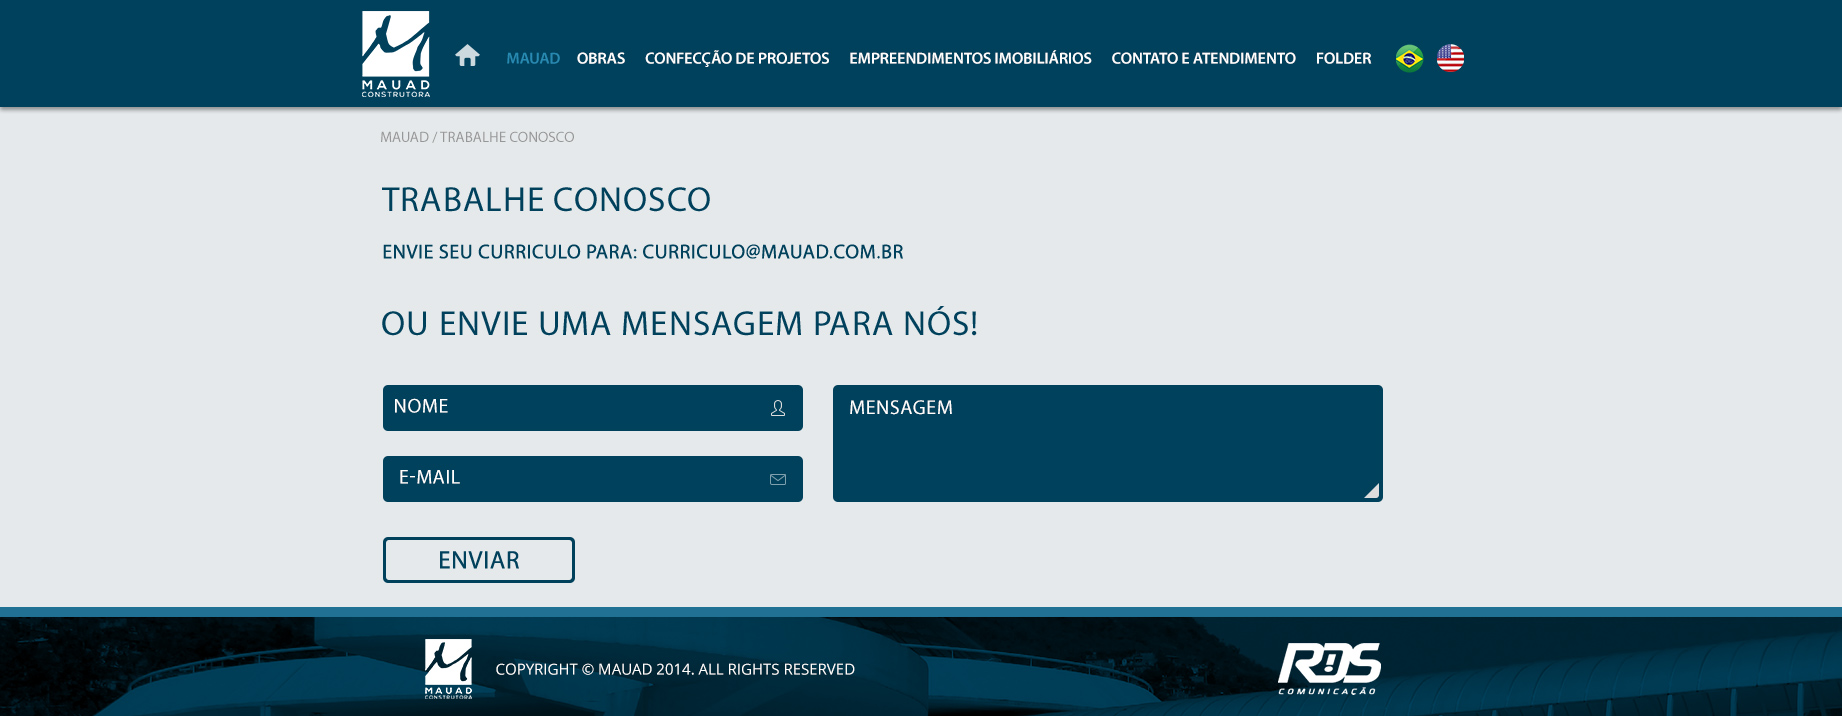 MAUAD
CONSTRUTORA
MAUAD OBRAS CONFECÇÃO DE PROJETOS EMPREENDIMENTOS IMOBILIÁRIOS CONTATO E ATENDIMENTO FOLDER
MAUAD / TRABALHE CONOSCO
TRABALHE CONOSCO
ENVIE SEU CURRICULO PARA: CURRICULO@MAUAD.COM.BR
OU ENVIE UMA MENSAGEM PARA NÓS!
NOME
MENSAGEM
E-MAIL
ENVIAR
MAUAD
CONSTRUTORA
COPYRIGHT © MAUAD 2014. ALL RIGHTS RESERVED
RDS
COMUNICAÇÃO